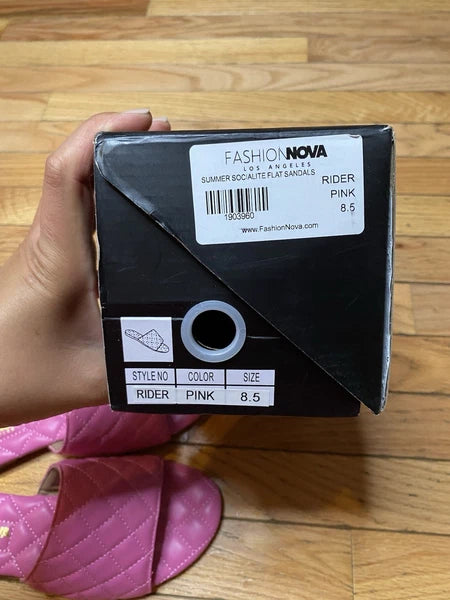 FASHIONNOVA
LOS ANGELES
SUMMER SOCIALITE FLAT SANDALS
RIDER
PINK
1903960
8.5
www.FashionNova.com
STYLE NO COLOR SIZE
RIDER PINK 8.5